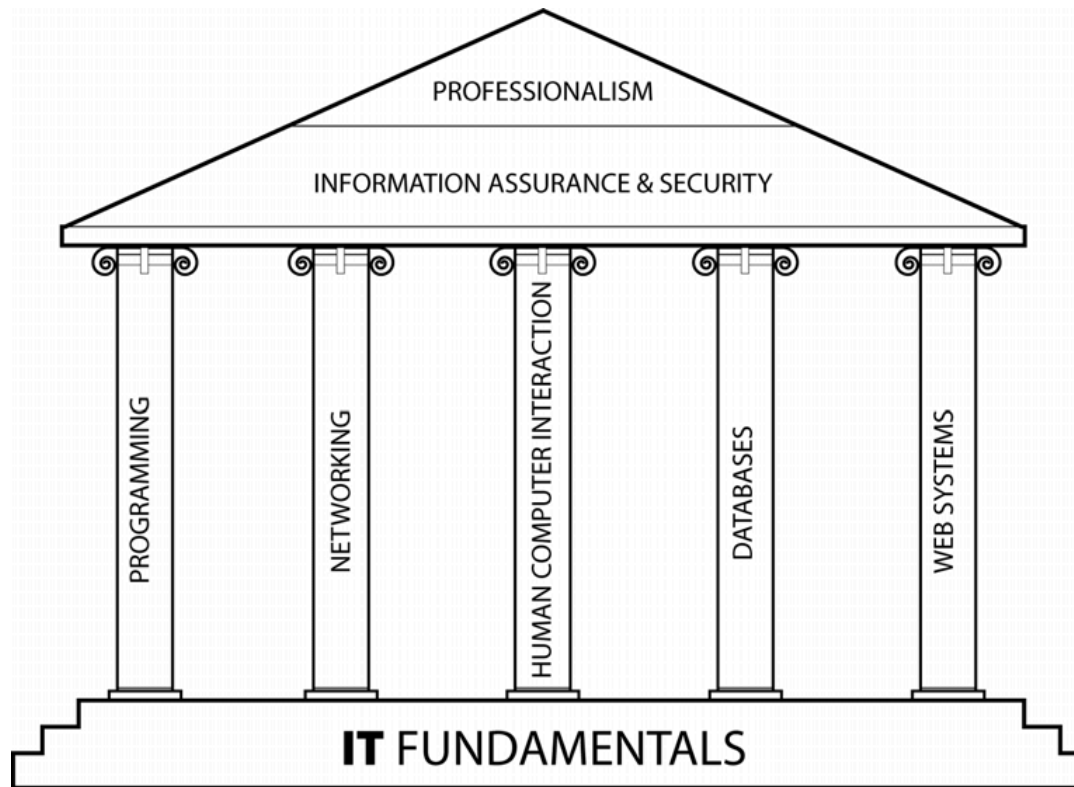 PROFESSIONALISM
INFORMATION ASSURANCE & SECURITY
PROGRAMMING
NETWORKING
HUMAN COMPUTER INTERACTION
DATABASES
WEB SYSTEMS
IT FUNDAMENTALS